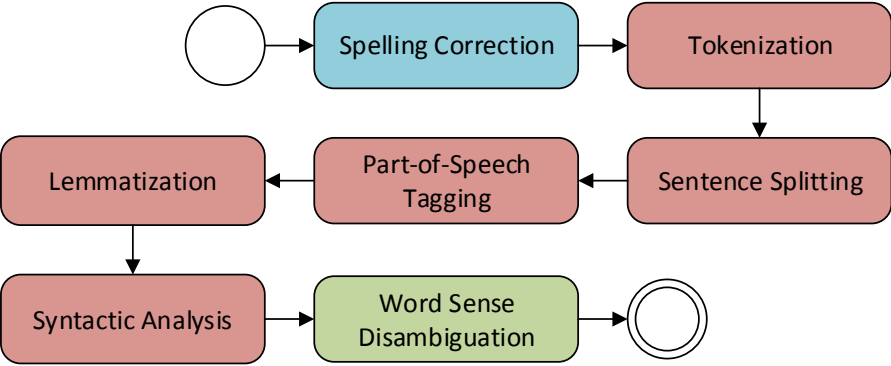 Spelling Correction
Tokenization
Sentence Splitting
Part-of-Speech
Tagging
Lemmatization
Syntactic Analysis
Word Sense
Disambiguation